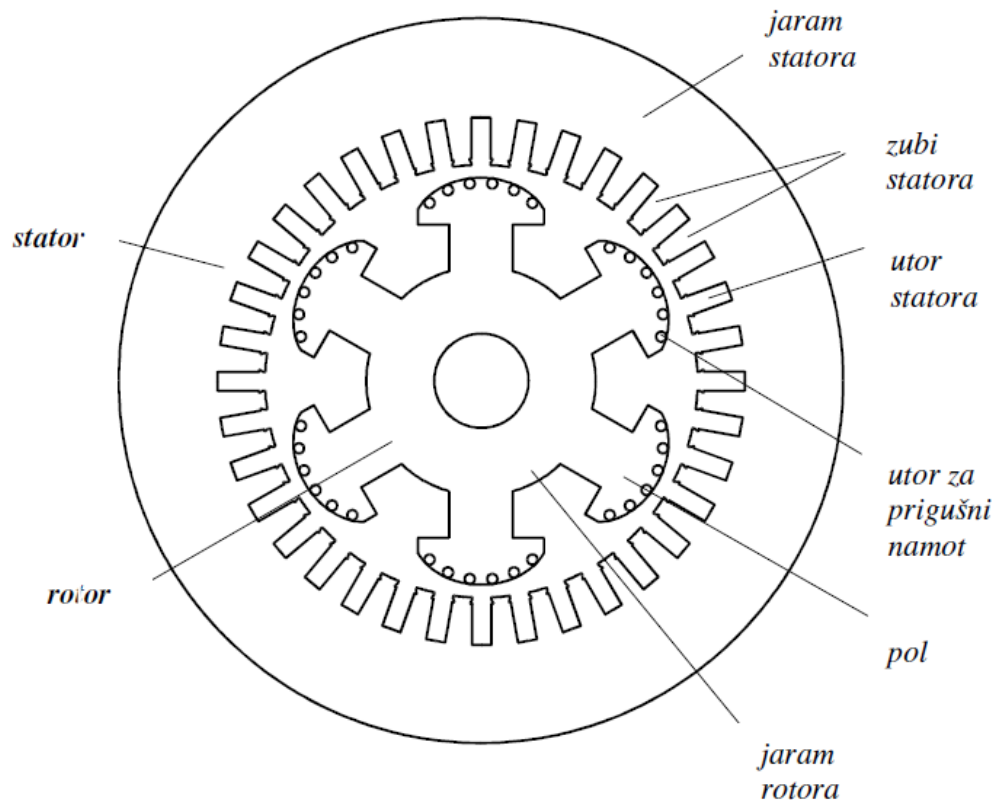 jaram
statora
zubi
statora
stator
utor
statora
utor za
prigušni
namot
rotor
pol
jaram
rotora